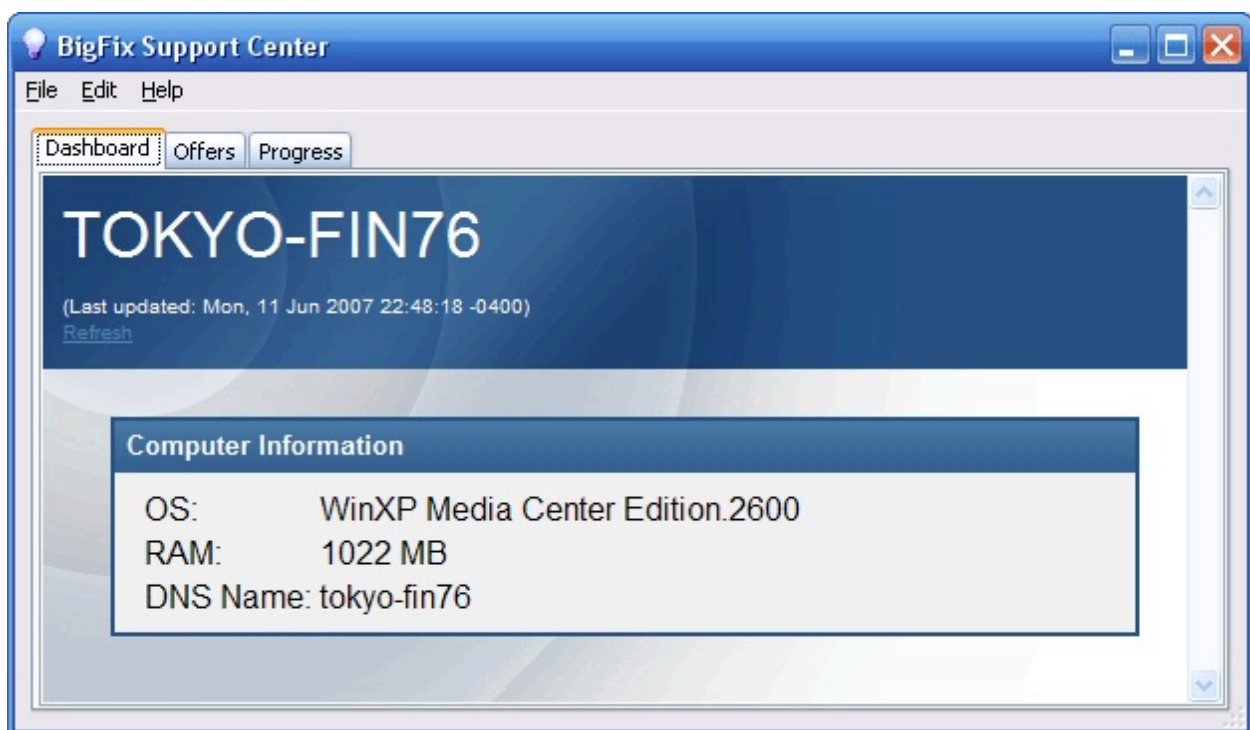 BigFix Support Center
File Edit Help
Dashboard Offers Progress
TOKYO-FIN76
(Last updated: Mon, 11 Jun 2007 22:48:18 -0400)
Refresh
Computer Information
OS: WinXP Media Center Edition.2600
RAM: 1022 MB
DNS Name: tokyo-fin76